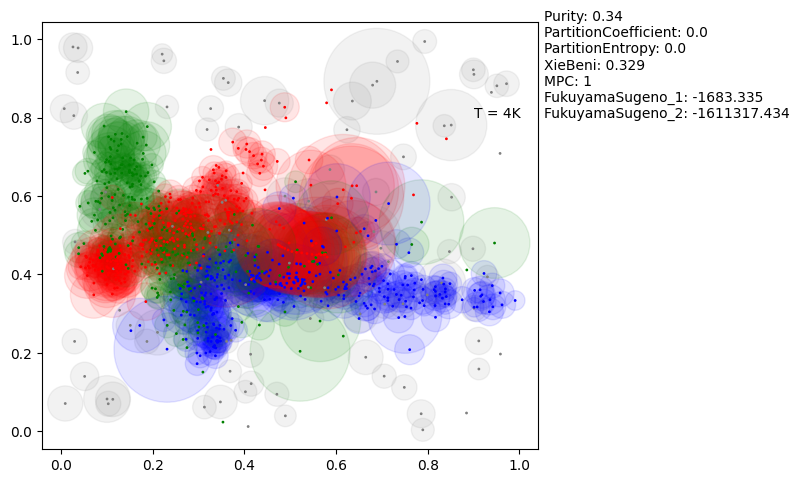 Purity: 0.34
PartitionCoefficient: 0.0
PartitionEntropy: 0.0
XieBeni: 0.329
MPC: 1
FukuyamaSugeno_1: -1683.335
FukuyamaSugeno_2: -1611317.434
T = 4K
1.0
0.8
0.6
0.4
0.2
0.0
0.0 0.2 0.4 0.6 0.8 1.0